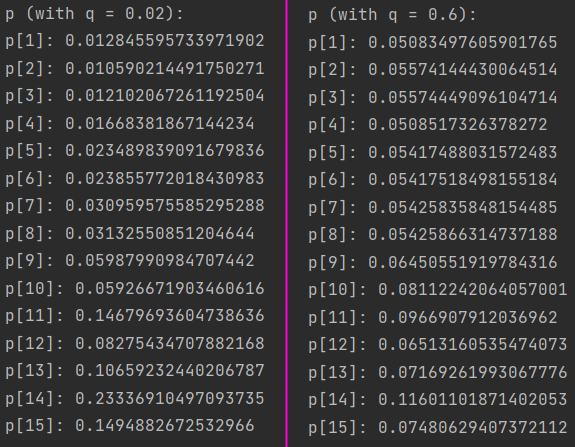 p (with q = 0.02):
p[1]: 0.012845595733971902
p[2]: 0.010590214491750271
p[3]: 0.012102067261192504
p[4]: 0.01668381867144234
p[5]: 0.023489839091679836
p[6]: 0.023855772018430983
p[7]: 0.030959575585295288
p[8]: 0.03132550851204644
p[9]: 0.05987990984707442
p[10]: 0.05926671903460616
p[11]: 0.14679693604738636
p[12]: 0.08275434707882168
p[13]: 0.10659232440206787
p[14]: 0.23336910497093735
p[15]: 0.1494882672532966
p (with q = 0.6):
p[1]: 0.05083497605901765
p[2]: 0.05574144430064514
p[3]: 0.05574449096104714
p[4]: 0.0508517326378272
p[5]: 0.05417488031572483
p[6]: 0.05417518498155184
p[7]: 0.05425835848154485
p[8]: 0.05425866314737188
p[9]: 0.06450551919784316
p[10]: 0.08112242064057001
p[11]: 0.0966907912036962
p[12]: 0.06513160535474073
p[13]: 0.07169261993067776
p[14]: 0.11601101871402053
p[15]: 0.07480629407372112